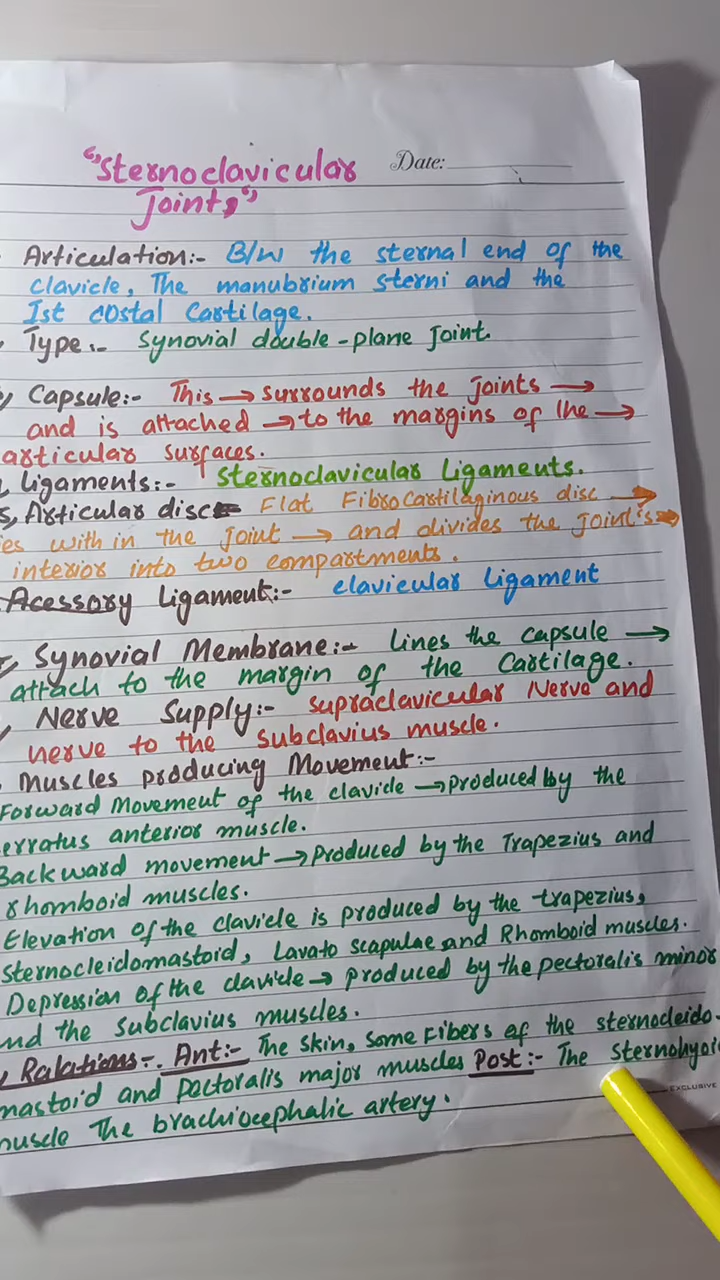 "Sternoclavicular
Date:
Joint,"
Articulation:- B/w the sternal end of the
clavicle, The manubrium sterni and the
Ist costal Cartilage.
Type:- Synovial double-plane Joint.
Capsule:- This → surrounds the joints →
and is attached → to the margins of the →
articular surfaces.
Ligaments:- Sternoclavicular Ligaments.
5, Articular disc:- Flat Fibrocartilaginous disc →
ies with in the joint → and divides the joint's →
interior into two compartments.
Acessory Ligament:- clavicular ligament
Synovial Membrane:- lines the capsule →
attach to the margin of the Cartilage.
Nerve Supply:- supraclavicular Nerve and
nerve to the subclavius muscle.
Muscles producing Movement:-
Forward Movement of the clavicle → produced by the
erratus anterior muscle.
Backward movement → Produced by the Trapezius and
rhomboid muscles.
Elevation of the clavicle is produced by the trapezius,
Sternocleidomastoid, Lavato scapulae and Rhomboid muscles.
Depression of the clavicle → produced by the pectoralis minor
nd the Subclavius muscles.
Ralations:- Ant:- The Skin, Some Fibers of the sternocleido-
mastoid and pectoralis major muscles Post:- The Sternohyoi
EXCLUSIVE
muscle The brachiocephalic artery.